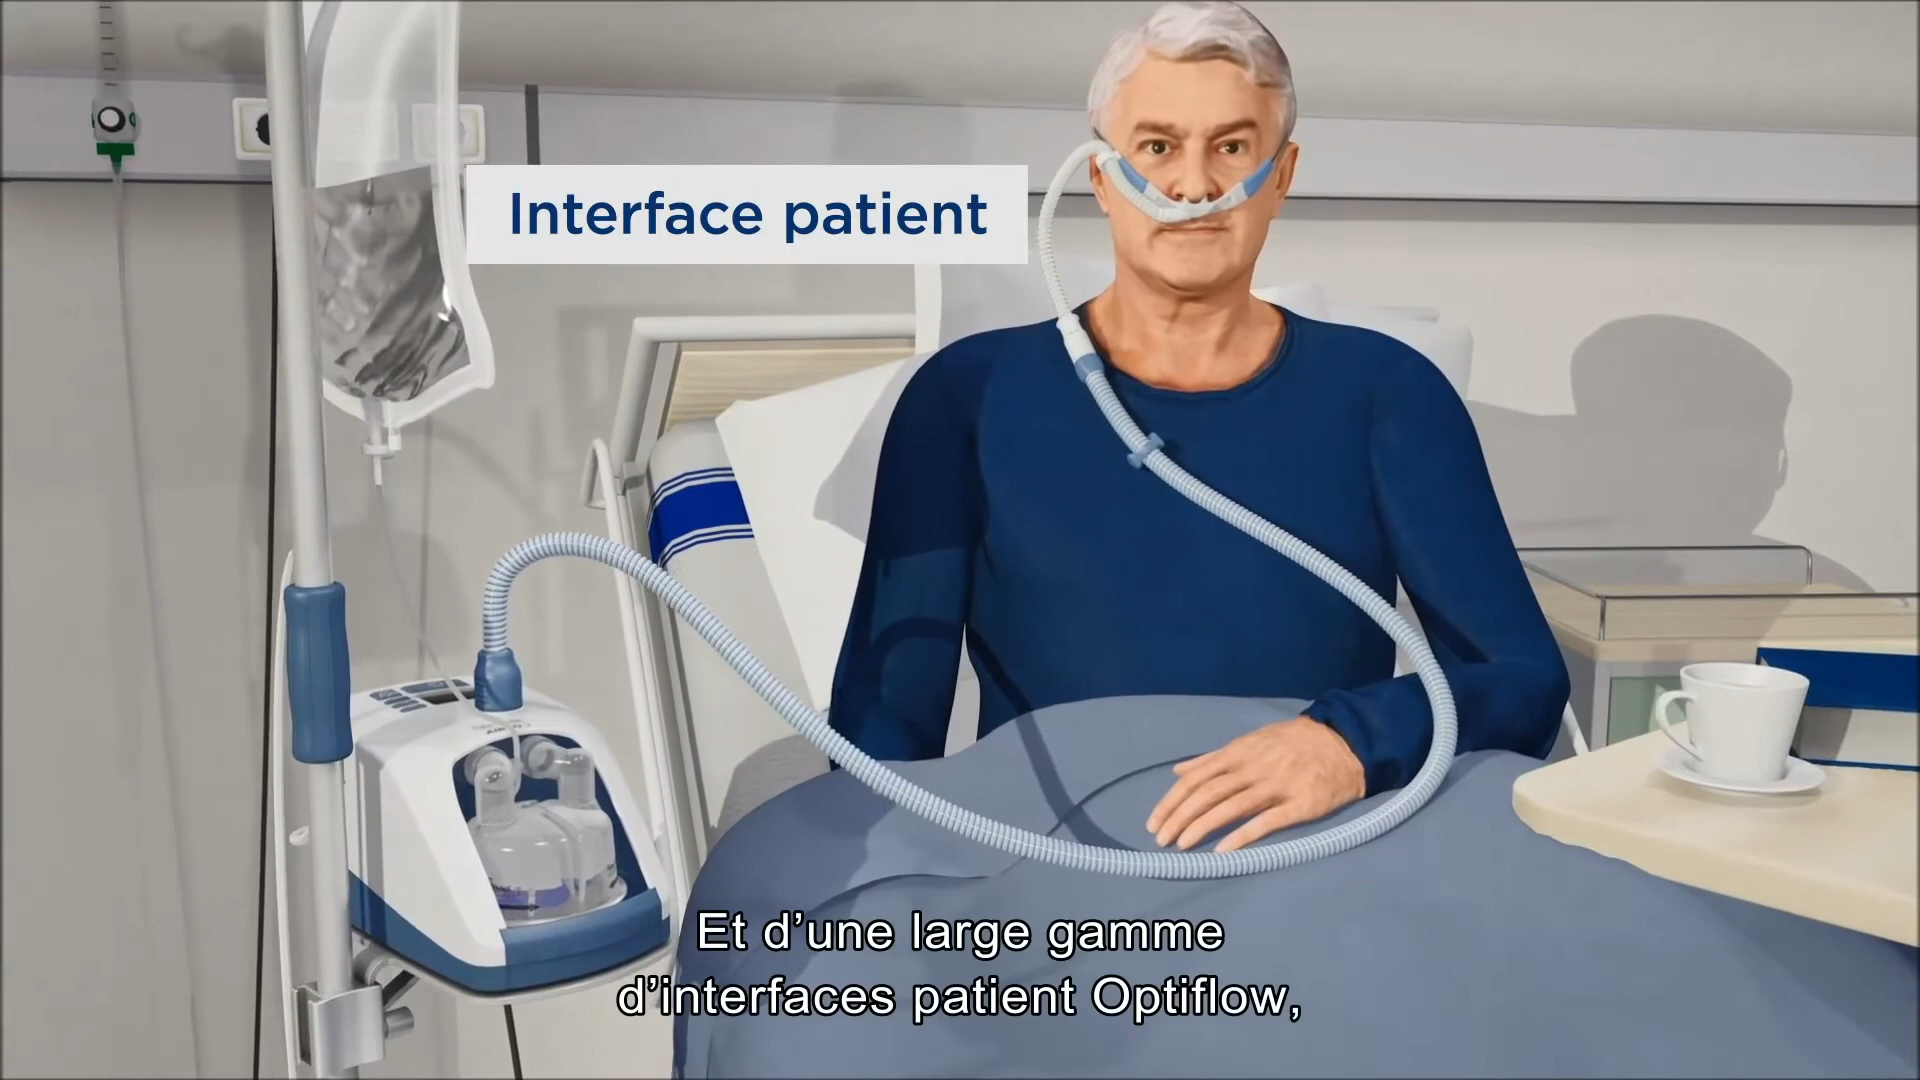 Interface patient
Et d’une large gamme
d’interfaces patient Optiflow,